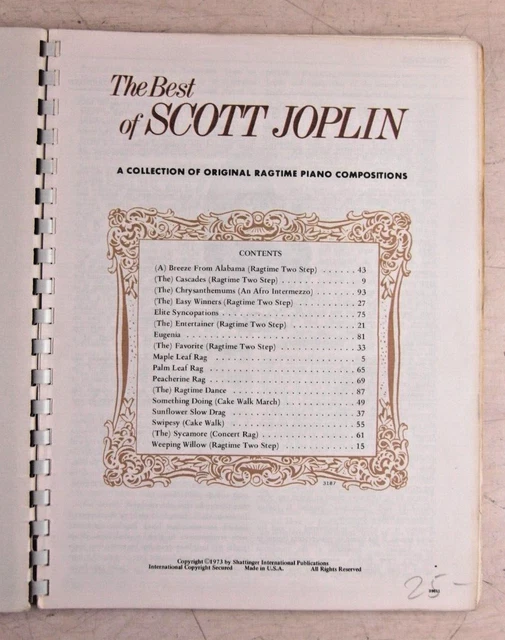 The Best
of SCOTT JOPLIN
A COLLECTION OF ORIGINAL RAGTIME PIANO COMPOSITIONS
CONTENTS
(A) Breeze From Alabama (Ragtime Two Step) . . . . . . 43
(The) Cascades (Ragtime Two Step) . . . . . . . . . . . . 9
(The) Chrysanthemums (An Afro Intermezzo) . . . . . . . 93
(The) Easy Winners (Ragtime Two Step) . . . . . . . . . 27
Elite Syncopations . . . . . . . . . . . . . . . . . . . 75
(The) Entertainer (Ragtime Two Step) . . . . . . . . . . 21
Eugenia . . . . . . . . . . . . . . . . . . . . . . . . 81
(The) Favorite (Ragtime Two Step) . . . . . . . . . . . 33
Maple Leaf Rag . . . . . . . . . . . . . . . . . . . . . 5
Palm Leaf Rag . . . . . . . . . . . . . . . . . . . . . 65
Peacherine Rag . . . . . . . . . . . . . . . . . . . . . 69
(The) Ragtime Dance . . . . . . . . . . . . . . . . . . 87
Something Doing (Cake Walk March) . . . . . . . . . . . 49
Sunflower Slow Drag . . . . . . . . . . . . . . . . . . 37
Swipesy (Cake Walk) . . . . . . . . . . . . . . . . . . 55
(The) Sycamore (Concert Rag) . . . . . . . . . . . . . . 61
Weeping Willow (Ragtime Two Step) . . . . . . . . . . . 15
3187
Copyright ©1973 by Shattinger International Publications
International Copyright Secured Made in U.S.A. All Rights Reserved
25-